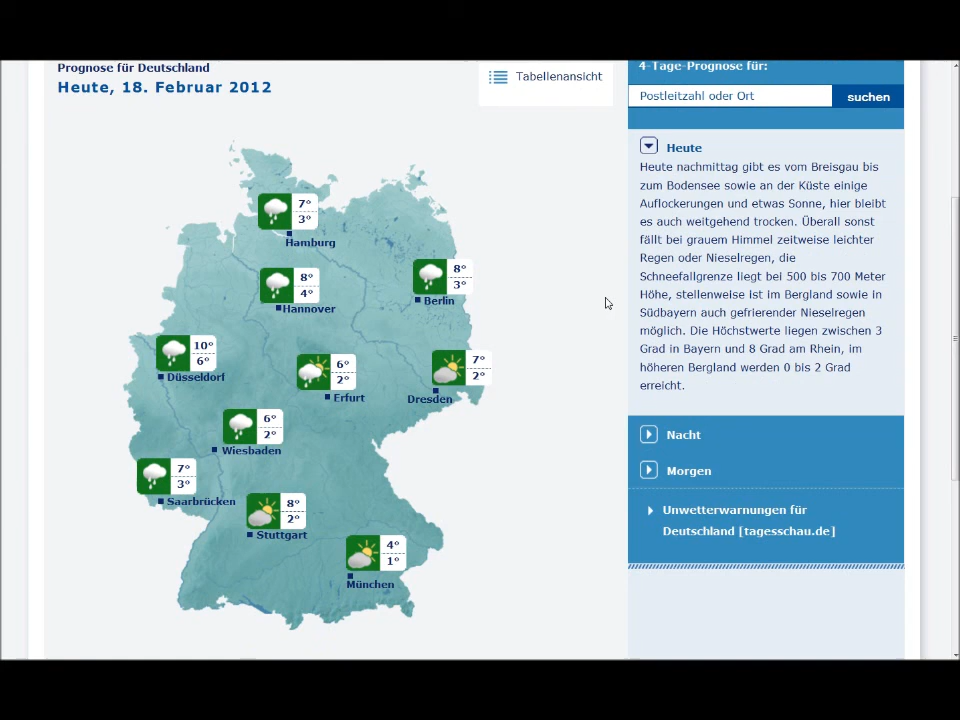 Prognose für Deutschland
Heute, 18. Februar 2012
Tabellenansicht
7°
3°
Hamburg
8°
4°
Hannover
8°
3°
Berlin
10°
6°
Düsseldorf
6°
2°
Erfurt
7°
2°
Dresden
6°
2°
Wiesbaden
7°
3°
Saarbrücken
8°
2°
Stuttgart
4°
1°
München
4-Tage-Prognose für:
Postleitzahl oder Ort
suchen
Heute
Heute nachmittag gibt es vom Breisgau bis
zum Bodensee sowie an der Küste einige
Auflockerungen und etwas Sonne, hier bleibt
es auch weitgehend trocken. Überall sonst
fällt bei grauem Himmel zeitweise leichter
Regen oder Nieselregen, die
Schneefallgrenze liegt bei 500 bis 700 Meter
Höhe, stellenweise ist im Bergland sowie in
Südbayern auch gefrierender Nieselregen
möglich. Die Höchstwerte liegen zwischen 3
Grad in Bayern und 8 Grad am Rhein, im
höheren Bergland werden 0 bis 2 Grad
erreicht.
Nacht
Morgen
Unwetterwarnungen für
Deutschland [tagesschau.de]